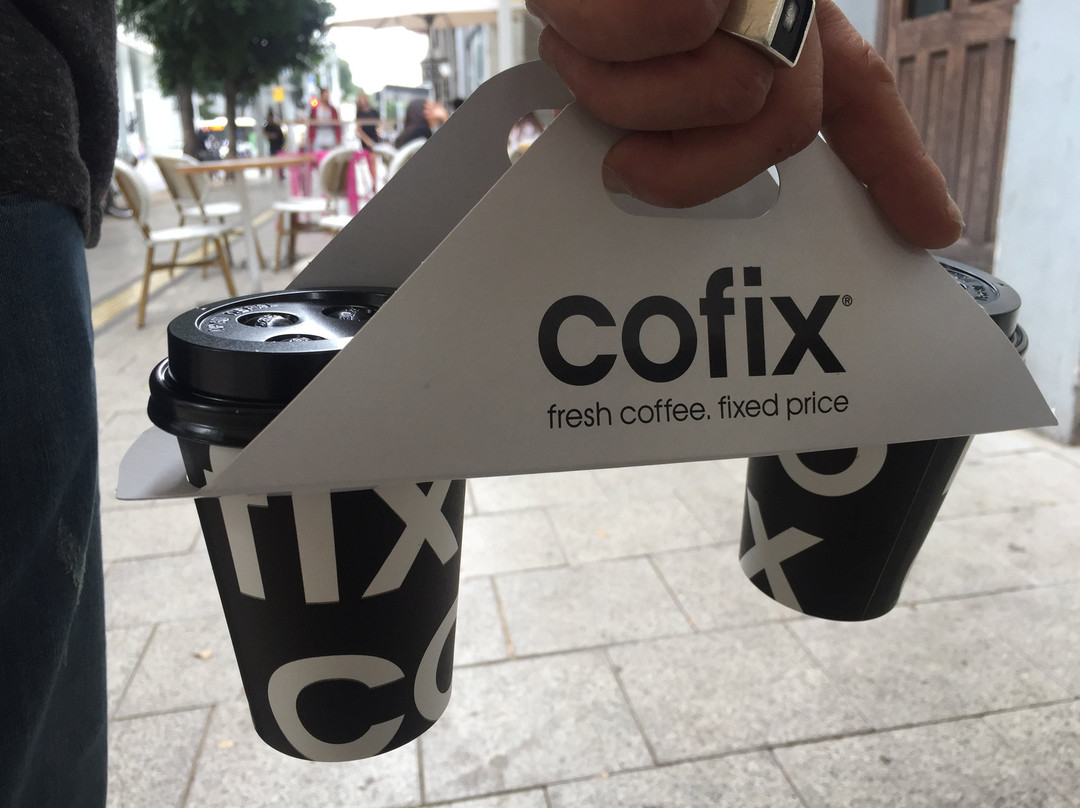 cofix®
fresh coffee. fixed price
fix
co
o
x